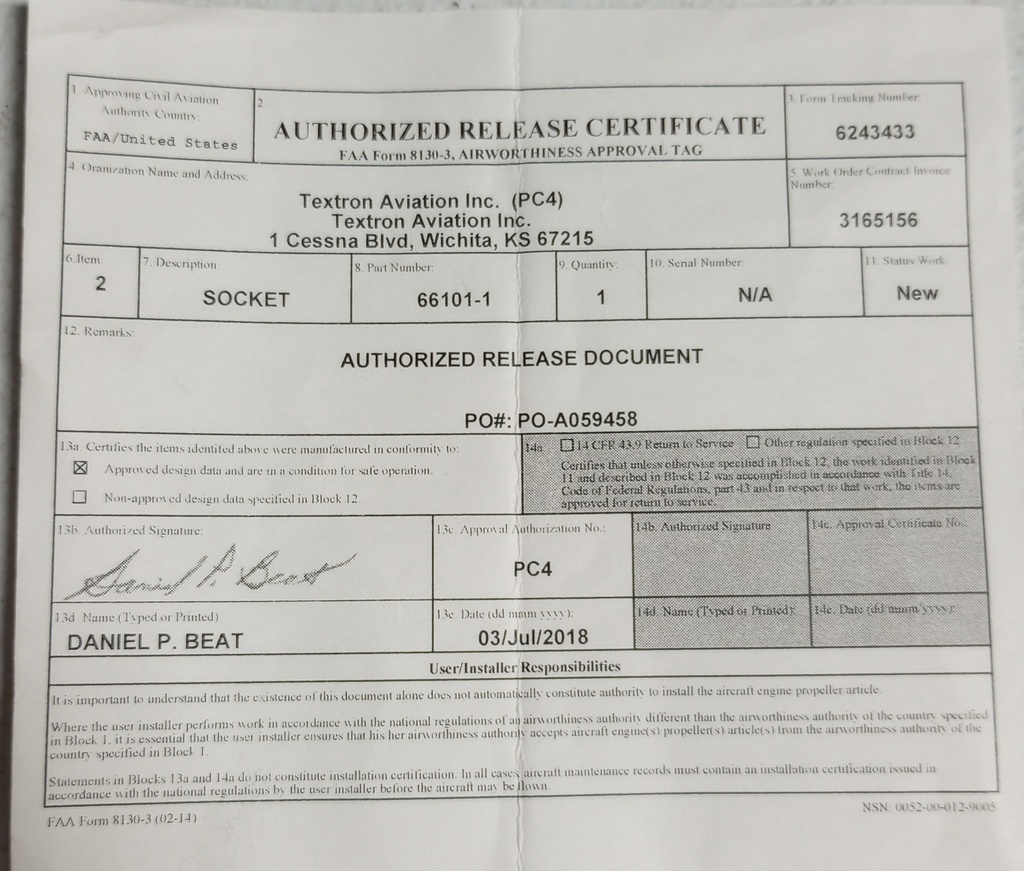 1. Approving Civil Aviation
Authority Country:
FAA/United States
2.
AUTHORIZED RELEASE CERTIFICATE
FAA Form 8130-3, AIRWORTHINESS APPROVAL TAG
3. Form Tracking Number:
6243433
4. Oranization Name and Address:
Textron Aviation Inc. (PC4)
Textron Aviation Inc.
1 Cessna Blvd, Wichita, KS 67215
5. Work Order Contract Invoice
Number:
3165156
6.Item:
2
7. Description:
SOCKET
8. Part Number:
66101-1
9. Quantity:
1
10. Serial Number:
N/A
11. Status Work:
New
12. Remarks:
AUTHORIZED RELEASE DOCUMENT
PO#: PO-A059458
13a Certifies the items identified above were manufactured in conformity to:
Approved design data and are in a condition for safe operation.
Non-approved design data specified in Block 12.
14a
14 CFR 43.9 Return to Service
Other regulation specified in Block 12
Certifies that unless otherwise specified in Block 12, the work identified in Block
11 and described in Block 12 was accomplished in accordance with Title 14,
Code of Federal Regulations, part 43 and in respect to that work, the items are
approved for return to service.
13b Authorized Signature:
Daniel P. Beat
13c Approval Authorization No.:
PC4
14b. Authorized Signature
14c. Approval Certificate No.:
13d Name (Typed or Printed)
DANIEL P. BEAT
13e Date (dd mmm yyyy):
03/Jul/2018
14d. Name (Typed or Printed):
14e. Date (dd mmm yyyy):
User/Installer Responsibilities
It is important to understand that the existence of this document alone does not automatically constitute authority to install the aircraft engine propeller article.
Where the user installer performs work in accordance with the national regulations of an airworthiness authority different than the airworthiness authority of the country specified
in Block 1, it is essential that the user installer ensures that his her airworthiness authority accepts aircraft engine(s) propeller(s) article(s) from the airworthiness authority of the
country specified in Block 1.
Statements in Blocks 13a and 14a do not constitute installation certification. In all cases aircraft maintenance records must contain an installation certification issued in
accordance with the national regulations by the user installer before the aircraft may be flown.
FAA Form 8130-3 (02-14)
NSN: 0052-00-012-9005